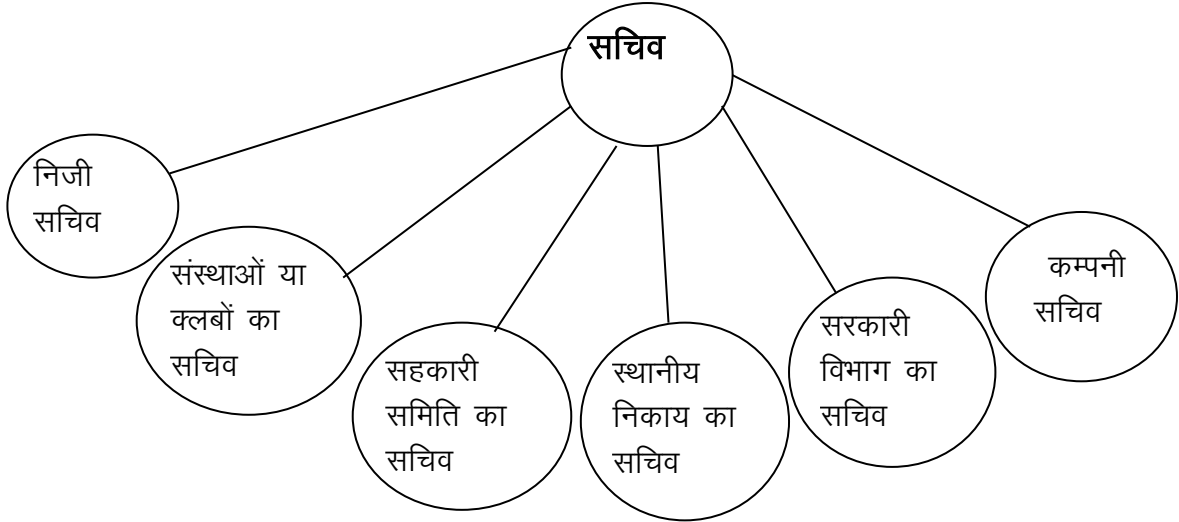 सचिव
निजी
सचिव
संस्थाओं या
क्लबों का
सचिव
सहकारी
समिति का
सचिव
स्थानीय
निकाय का
सचिव
सरकारी
विभाग का
सचिव
कम्पनी
सचिव